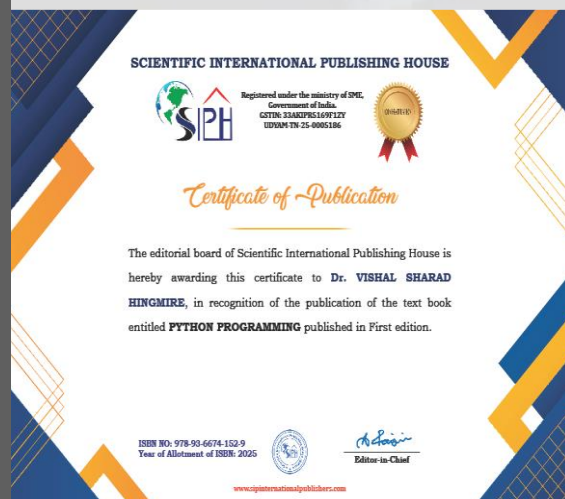 SCIENTIFIC INTERNATIONAL PUBLISHING HOUSE
SIPH
Registered under the ministry of SME,
Government of India.
GSTIN: 33AKIPR5169F1ZY
UDYAM-TN-25-0005186
Certificate of Publication
The editorial board of Scientific International Publishing House is
hereby awarding this certificate to Dr. VISHAL SHARAD
HINGMIRE, in recognition of the publication of the text book
entitled PYTHON PROGRAMMING published in First edition.
ISBN NO: 978-93-6674-152-9
Year of Allotment of ISBN: 2025
Editor-in-Chief
www.sipinternationalpublishers.com